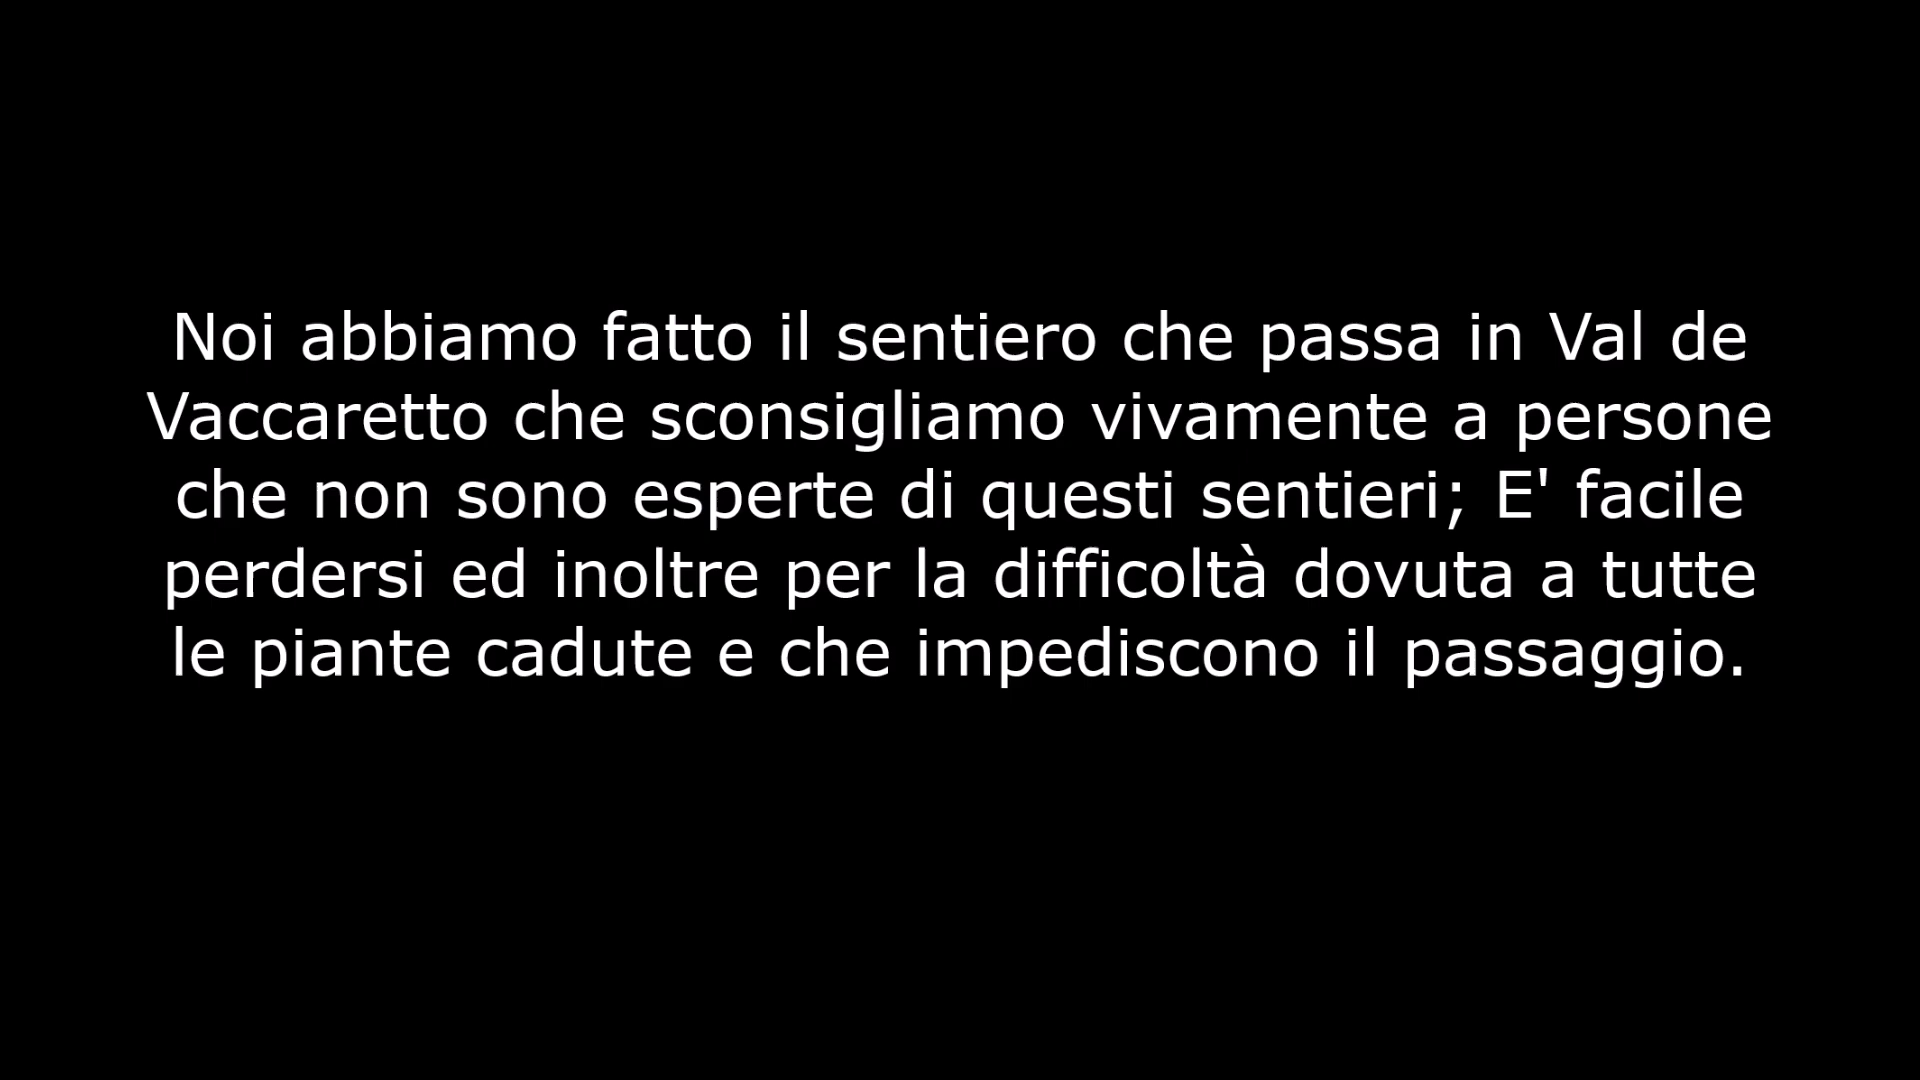 Noi abbiamo fatto il sentiero che passa in Val de
Vaccaretto che sconsigliamo vivamente a persone
che non sono esperte di questi sentieri; E' facile
perdersi ed inoltre per la difficoltà dovuta a tutte
le piante cadute e che impediscono il passaggio.